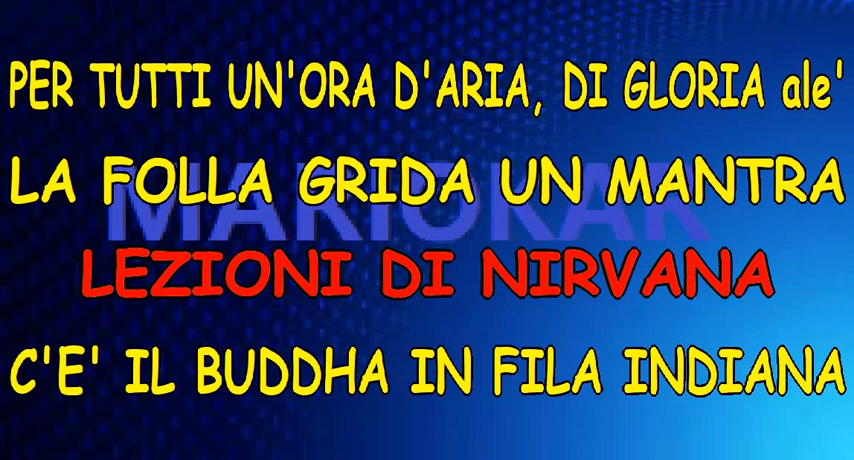 PER TUTTI UN'ORA D'ARIA, DI GLORIA ale'
LA FOLLA GRIDA UN MANTRA
MARIOKAR
LEZIONI DI NIRVANA
C'E' IL BUDDHA IN FILA INDIANA